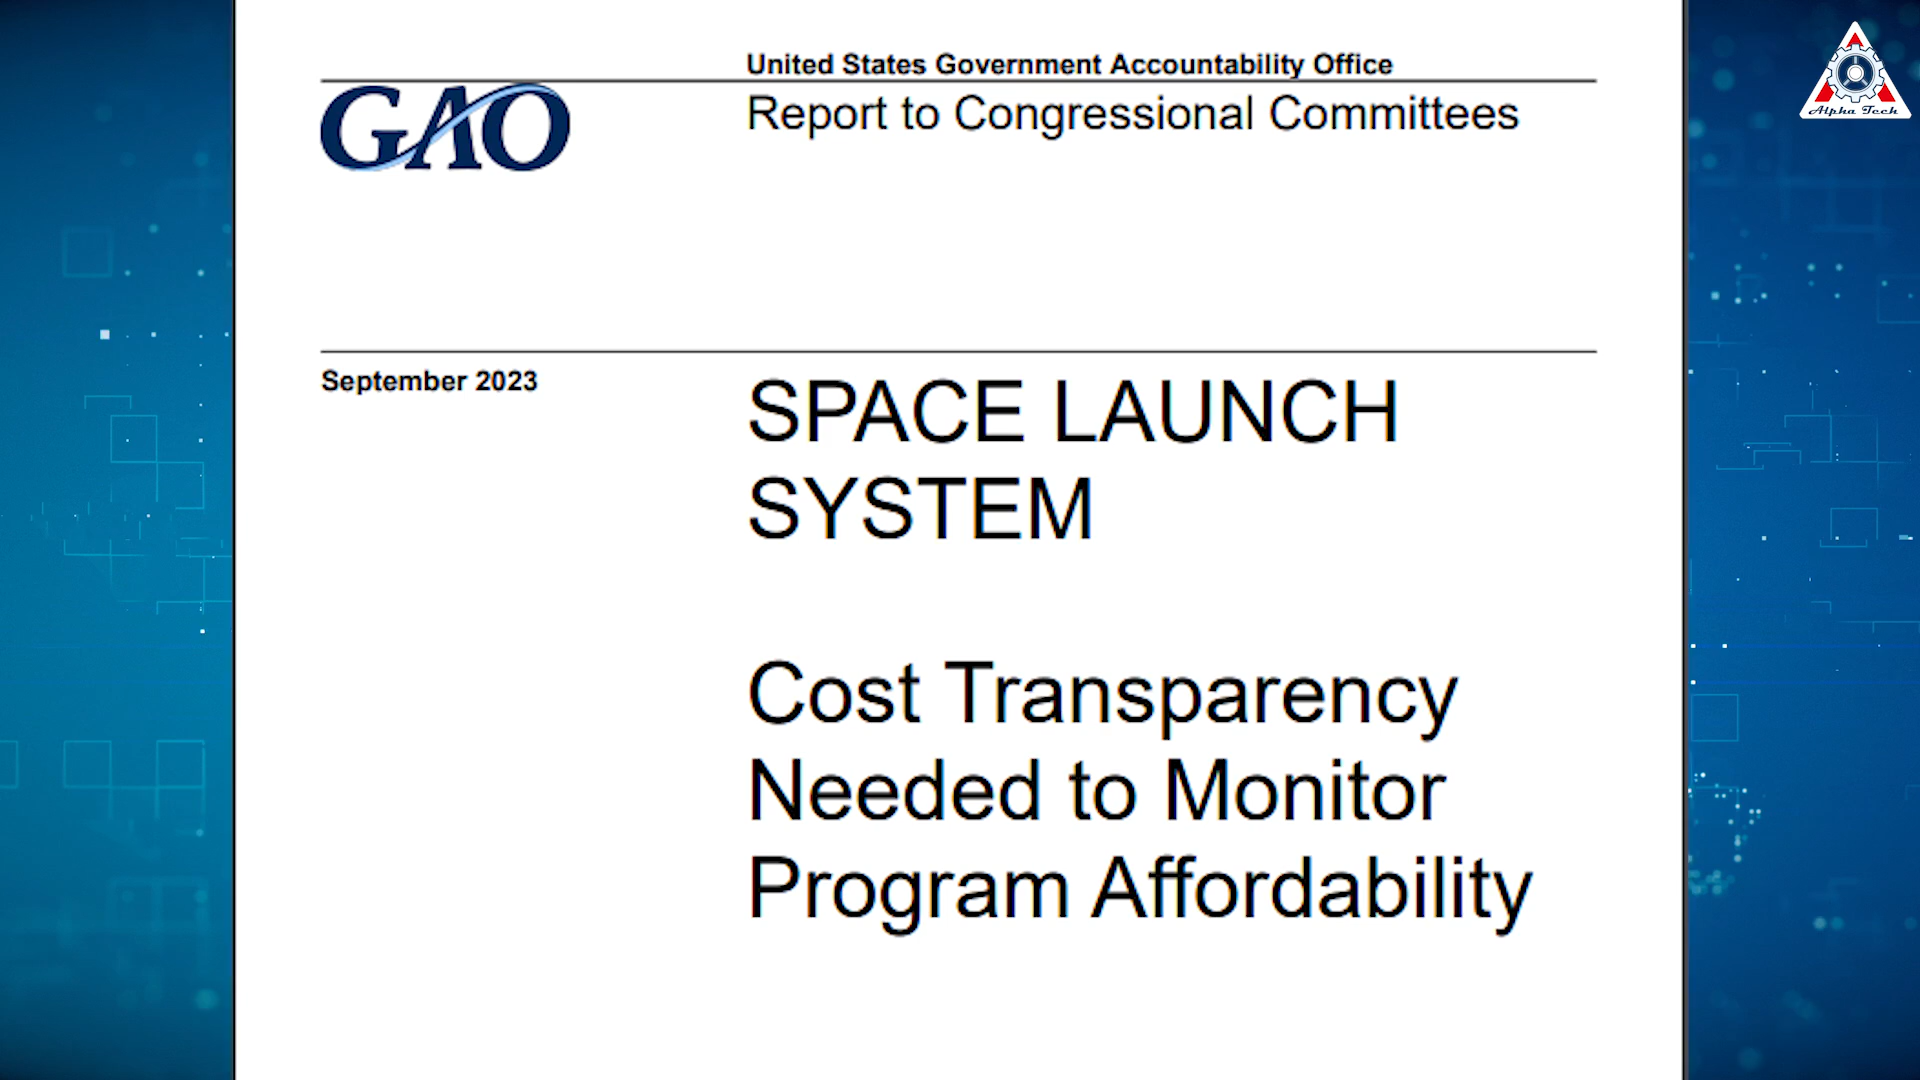 United States Government Accountability Office
GAO
Report to Congressional Committees
September 2023
SPACE LAUNCH
SYSTEM
Cost Transparency
Needed to Monitor
Program Affordability
Alpha Tech